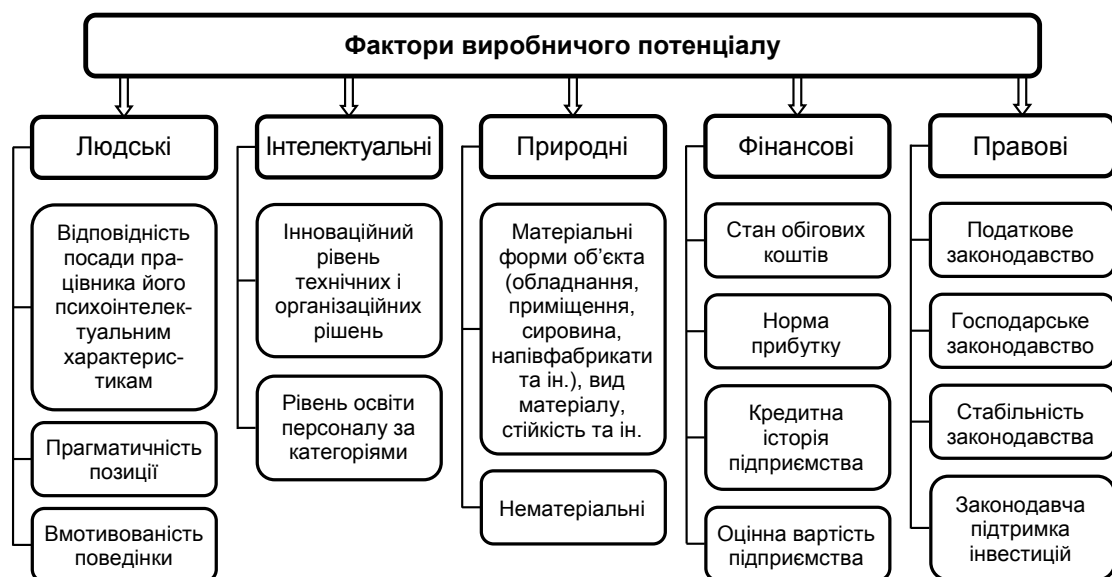 Фактори виробничого потенціалу
Людські
Відповідність
посади пра-
цівника його
психоінтелек-
туальним
характерис-
тикам
Прагматичність
позиції
Вмотивованість
поведінки
Інтелектуальні
Інноваційний
рівень
технічних і
організаційних
рішень
Рівень освіти
персоналу за
категоріями
Природні
Матеріальні
форми об’єкта
(обладнання,
приміщення,
сировина,
напівфабрикати
та ін.), вид
матеріалу,
стійкість та ін.
Нематеріальні
Фінансові
Стан обігових
коштів
Норма
прибутку
Кредитна
історія
підприємства
Оцінна вартість
підприємства
Правові
Податкове
законодавство
Господарське
законодавство
Стабільність
законодавства
Законодавча
підтримка
інвестицій